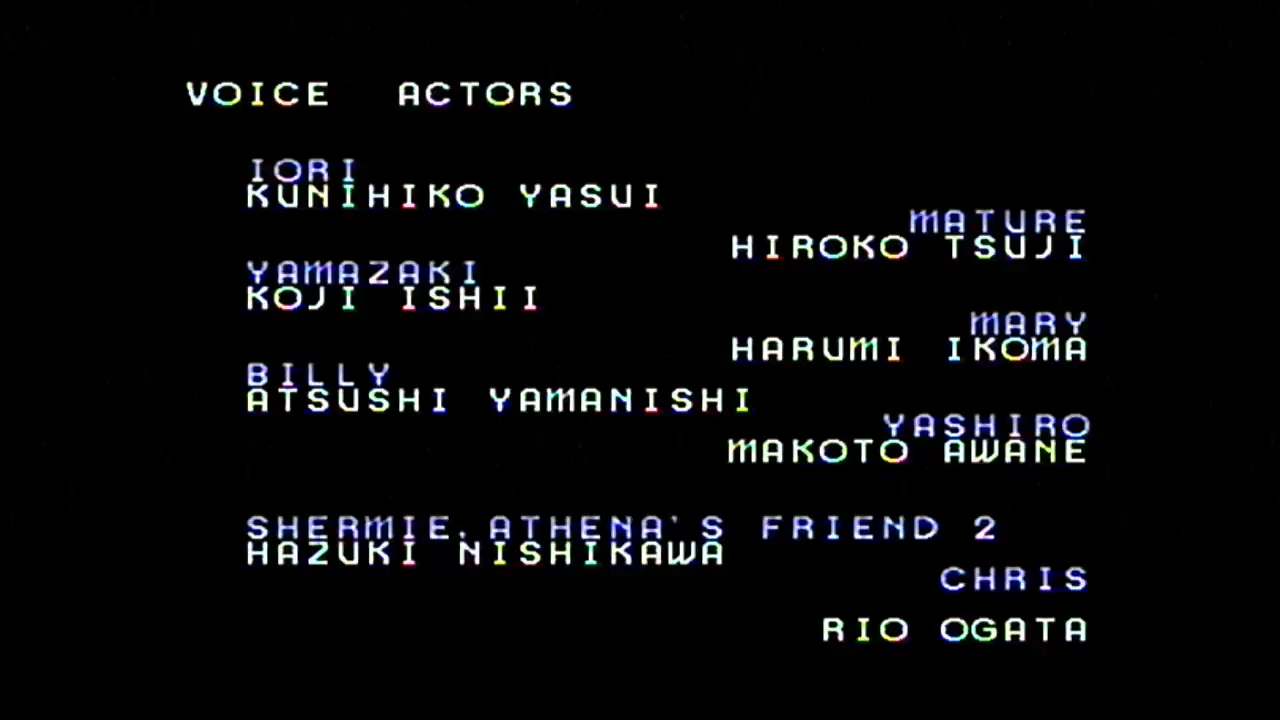 VOICE ACTORS
IORI
KUNIHIKO YASUI
MATURE
HIROKO TSUJI
YAMAZAKI
KOJI ISHII
MARY
HARUMI IKOMA
BILLY
ATSUSHI YAMANISHI
YASHIRO
MAKOTO AWANE
SHERMIE.ATHENA'S FRIEND 2
HAZUKI NISHIKAWA
CHRIS
RIO OGATA